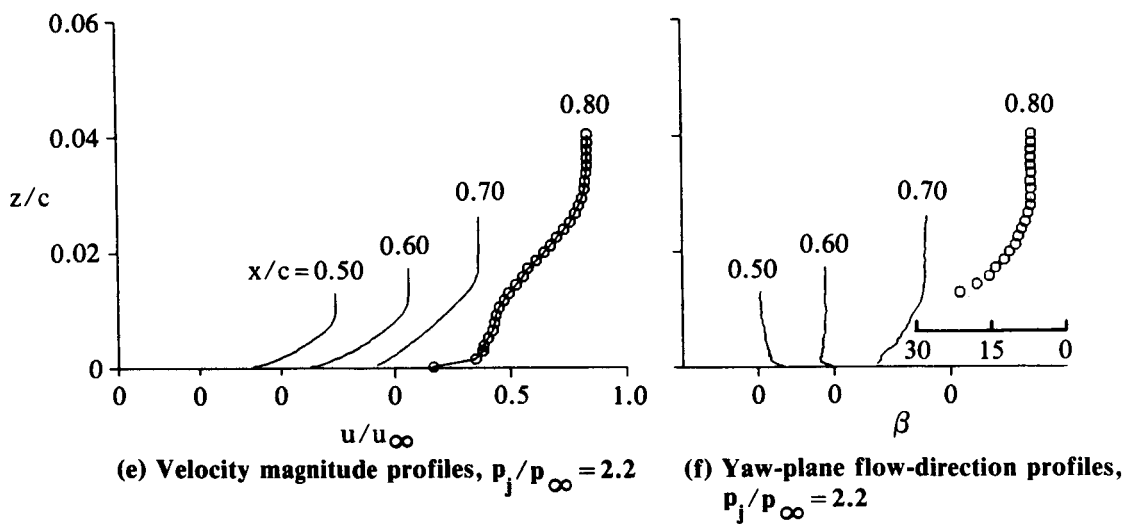 0.06
0.04
z/c
0.02
0
x/c=0.50
0.60
0.70
0.80
0 0 0 0 0.5 1.0
u/u∞
(e) Velocity magnitude profiles, pj/p∞=2.2
0.50
0.60
0.70
0.80
30 15 0
0 0 0
β
(f) Yaw-plane flow-direction profiles,
pj/p∞=2.2